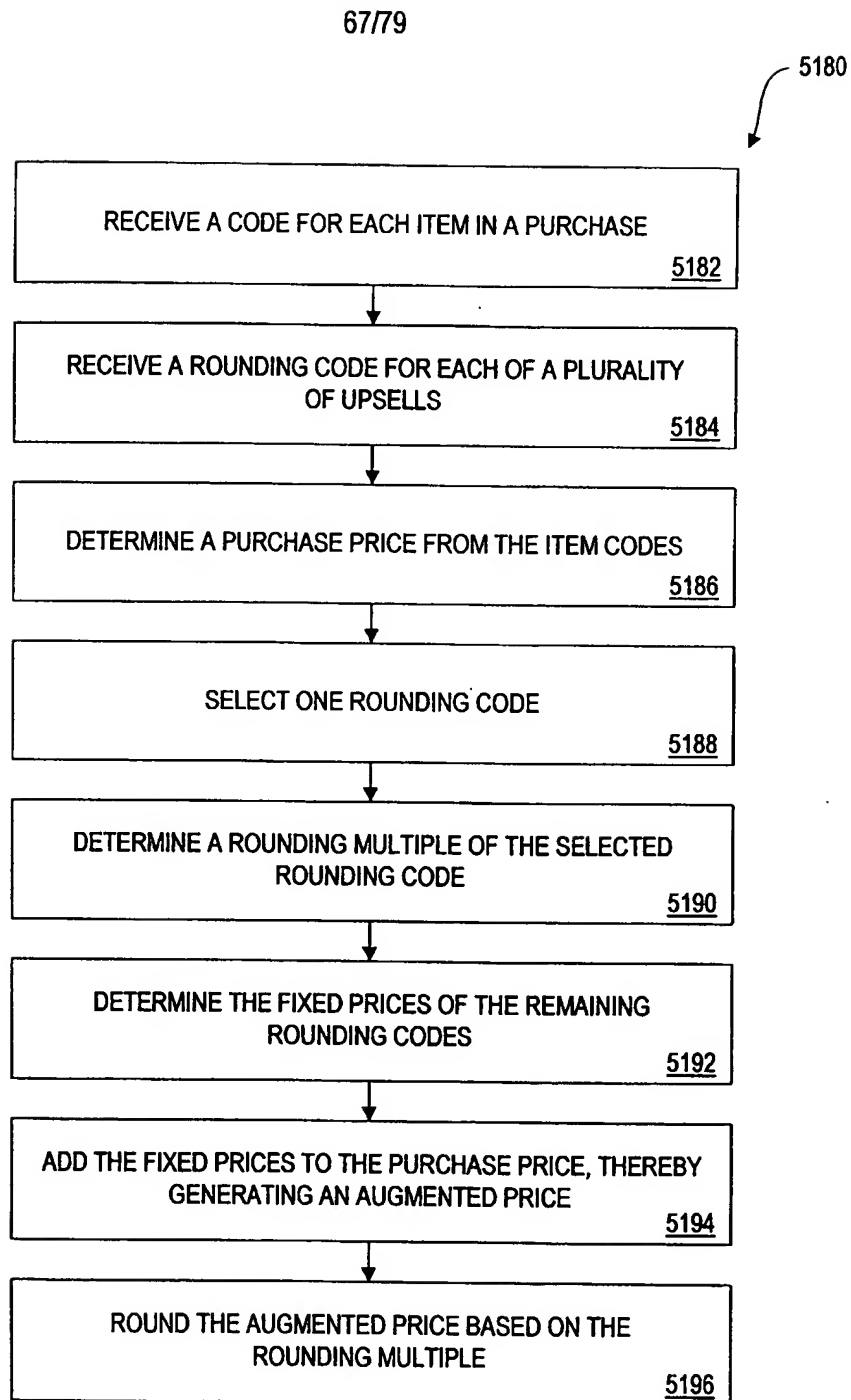 67/79
5180
RECEIVE A CODE FOR EACH ITEM IN A PURCHASE
5182
RECEIVE A ROUNDING CODE FOR EACH OF A PLURALITY
OF UPSELLS
5184
DETERMINE A PURCHASE PRICE FROM THE ITEM CODES
5186
SELECT ONE ROUNDING CODE
5188
DETERMINE A ROUNDING MULTIPLE OF THE SELECTED
ROUNDING CODE
5190
DETERMINE THE FIXED PRICES OF THE REMAINING
ROUNDING CODES
5192
ADD THE FIXED PRICES TO THE PURCHASE PRICE, THEREBY
GENERATING AN AUGMENTED PRICE
5194
ROUND THE AUGMENTED PRICE BASED ON THE
ROUNDING MULTIPLE
5196